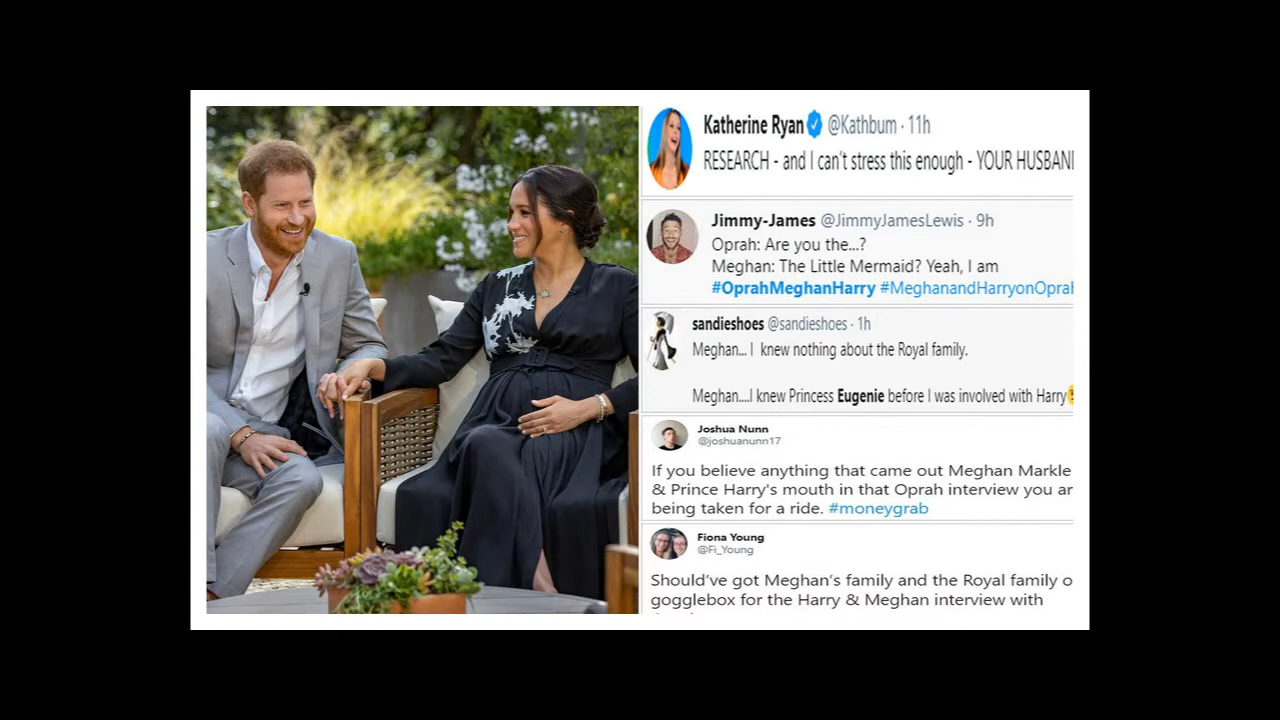 Katherine Ryan @Kathbum · 11h
RESEARCH - and I can't stress this enough - YOUR HUSBAN
Jimmy-James @JimmyJamesLewis · 9h
Oprah: Are you the...?
Meghan: The Little Mermaid? Yeah, I am
#OprahMeghanHarry #MeghanandHarryonOprah
sandieshoes @sandieshoes · 1h
Meghan... I knew nothing about the Royal family.
Meghan....I knew Princess Eugenie before I was involved with Harry
Joshua Nunn
@joshuanunn17
If you believe anything that came out Meghan Markle
& Prince Harry's mouth in that Oprah interview you ar
being taken for a ride. #moneygrab
Fiona Young
@Fi_Young
Should've got Meghan's family and the Royal family o
gogglebox for the Harry & Meghan interview with